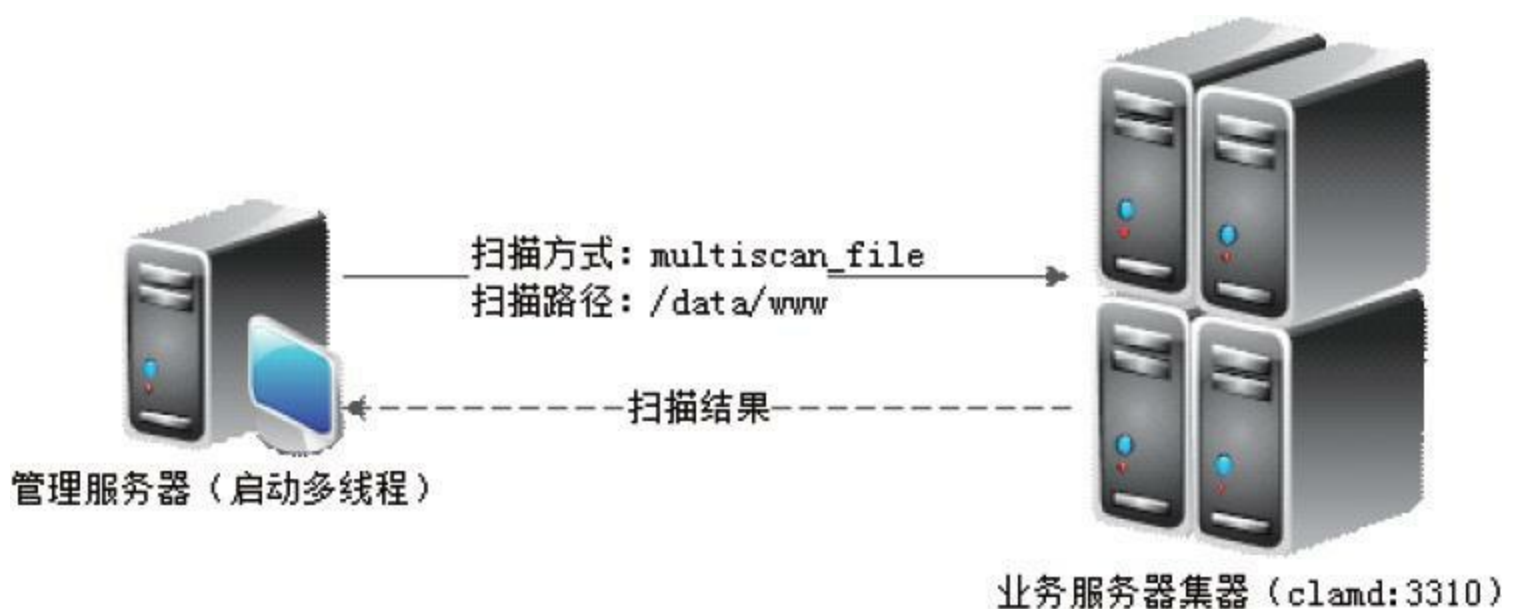 扫描方式：multiscan_file
扫描路径：/data/www
扫描结果
管理服务器（启动多线程）
业务服务器集器（clamd:3310）